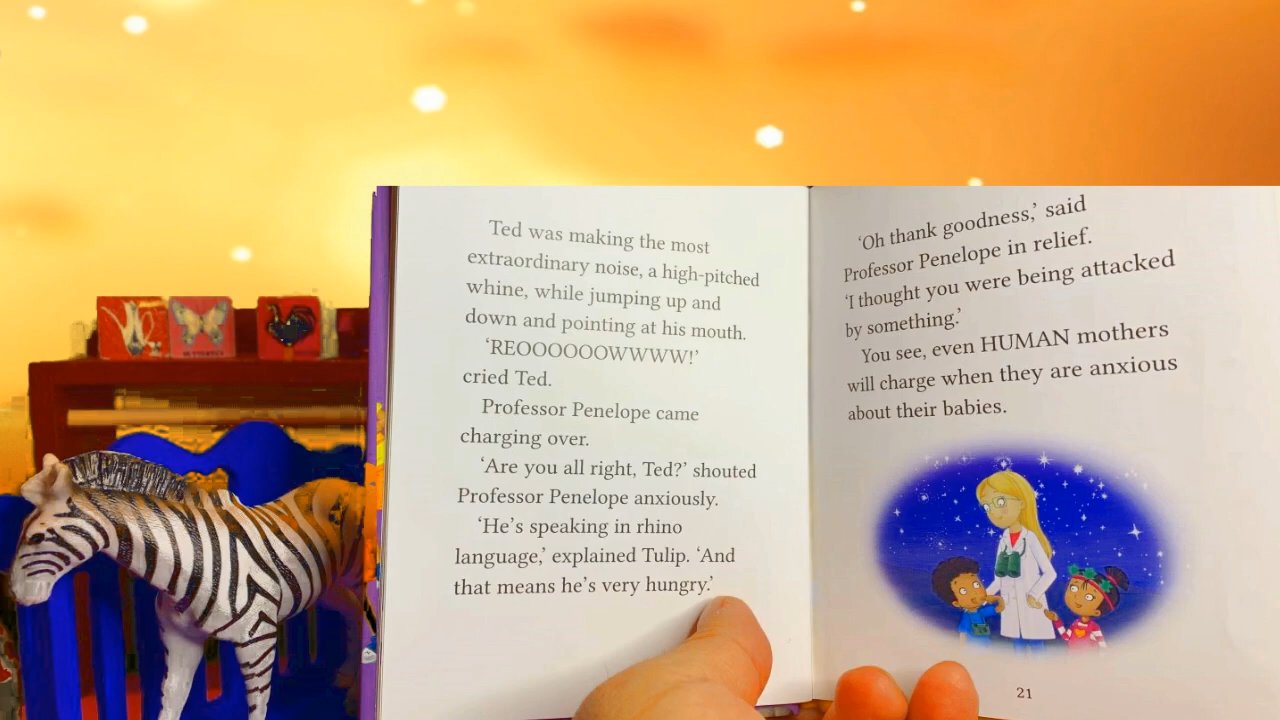 Ted was making the most
extraordinary noise, a high-pitched
whine, while jumping up and
down and pointing at his mouth.
‘REOOOOOOWWWW!’
cried Ted.
Professor Penelope came
charging over.
‘Are you all right, Ted?’ shouted
Professor Penelope anxiously.
‘He’s speaking in rhino
language,’ explained Tulip. ‘And
that means he’s very hungry.’
‘Oh thank goodness,’ said
Professor Penelope in relief.
‘I thought you were being attacked
by something.’
You see, even HUMAN mothers
will charge when they are anxious
about their babies.
21